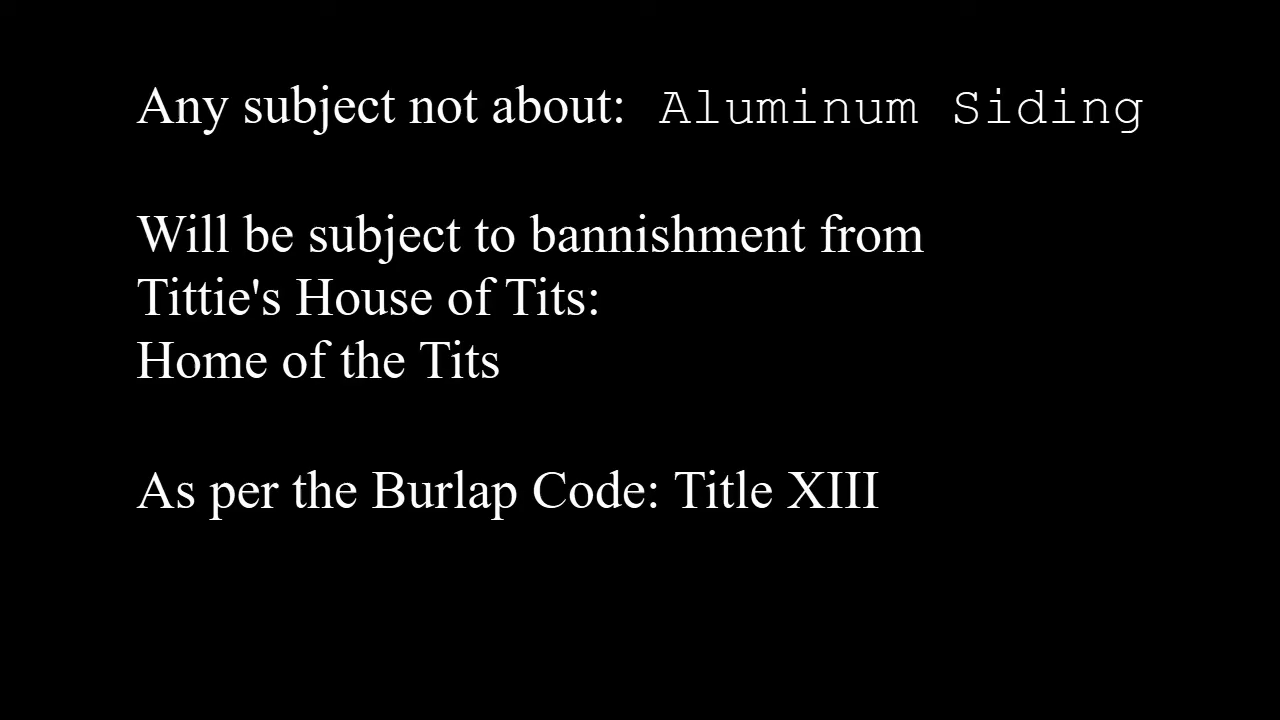 Any subject not about: Aluminum Siding
Will be subject to bannishment from
Tittie's House of Tits:
Home of the Tits
As per the Burlap Code: Title XIII